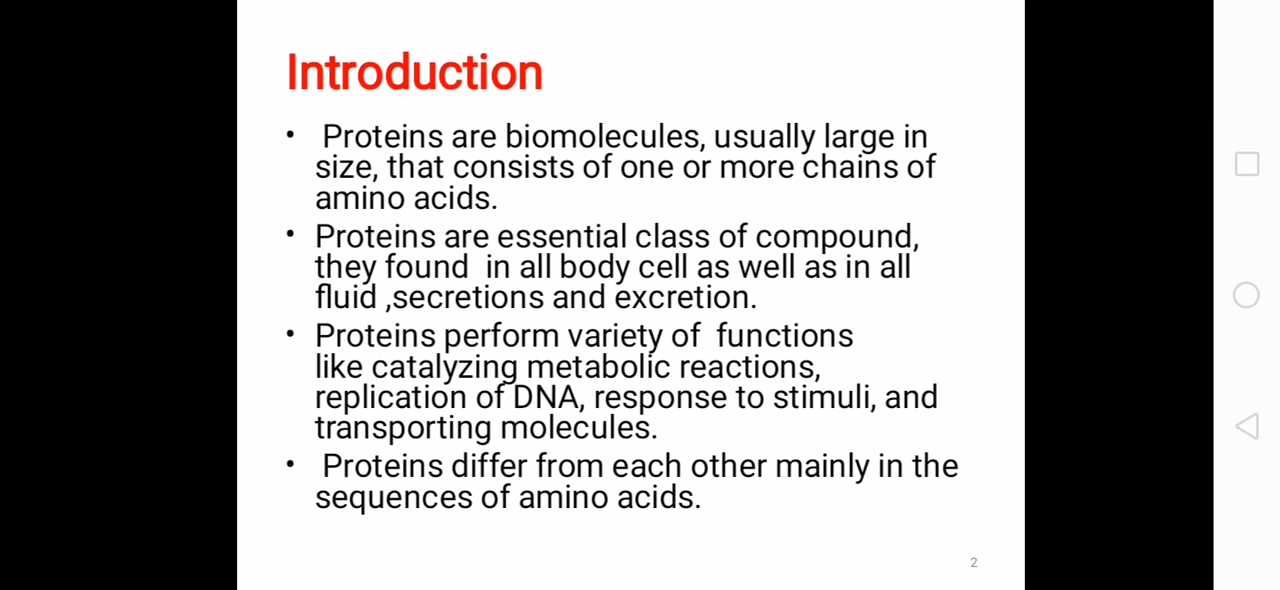 Introduction
• Proteins are biomolecules, usually large in
size, that consists of one or more chains of
amino acids.
• Proteins are essential class of compound,
they found  in all body cell as well as in all
fluid ,secretions and excretion.
• Proteins perform variety of  functions
like catalyzing metabolic reactions,
replication of DNA, response to stimuli, and
transporting molecules.
• Proteins differ from each other mainly in the
sequences of amino acids.
2